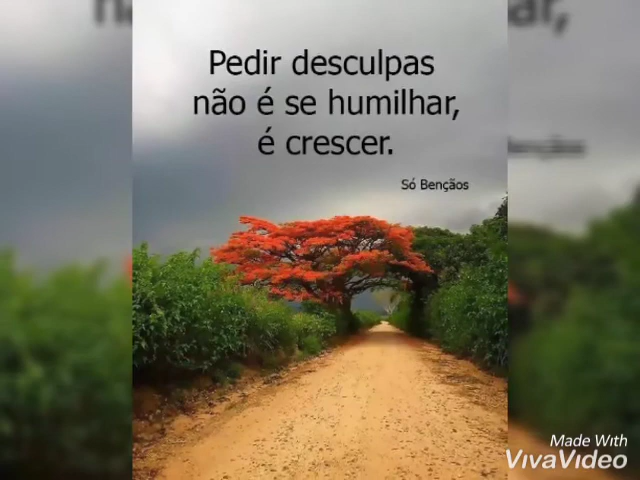 Pedir desculpas
não é se humilhar,
é crescer.
Só Bençãos
Made With
VivaVideo